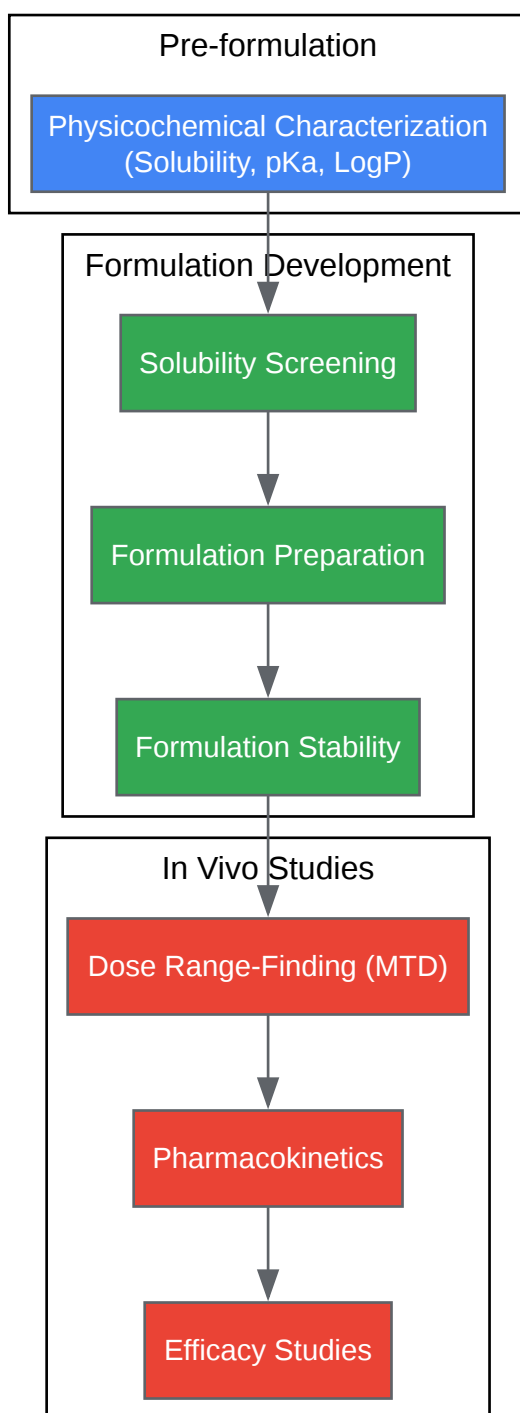 Pre-formulation
Physicochemical Characterization
(Solubility, pKa, LogP)
Formulation Development
Solubility Screening
Formulation Preparation
Formulation Stability
In Vivo Studies
Dose Range-Finding (MTD)
Pharmacokinetics
Efficacy Studies